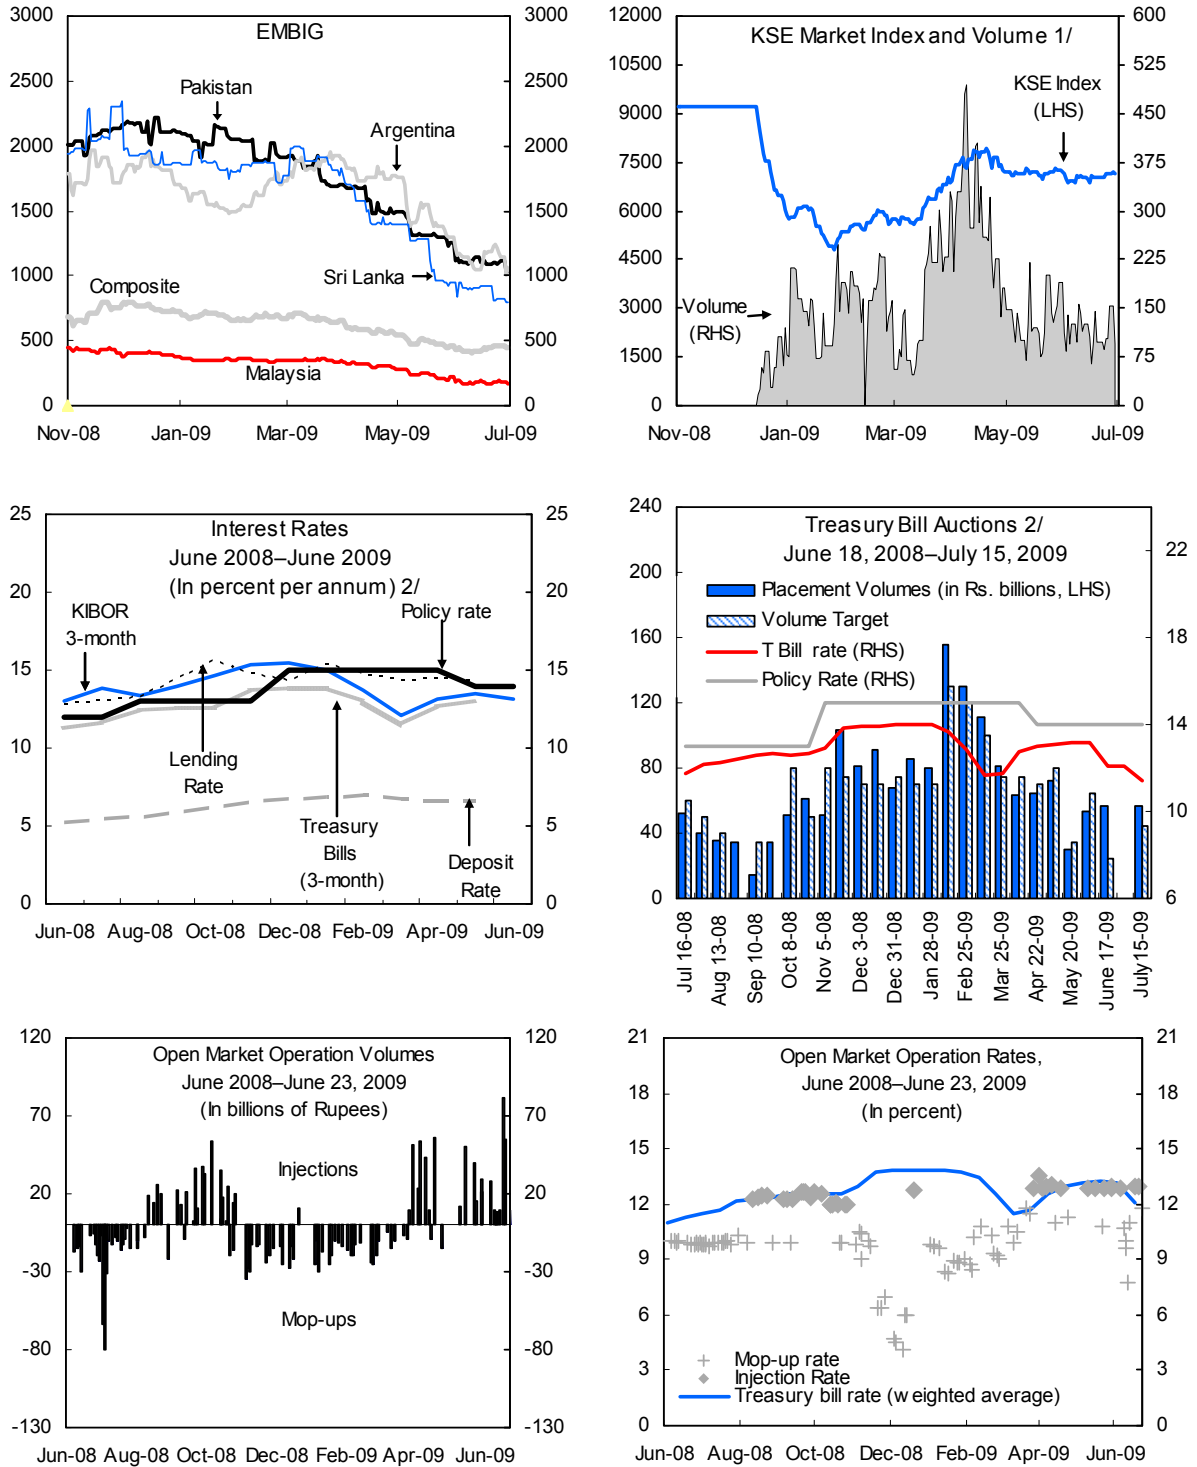 EMBIG
3000
2500
2000
1500
1000
500
0
3000
2500
2000
1500
1000
500
0
Pakistan
Argentina
Sri Lanka
Composite
Malaysia
Nov-08 Jan-09 Mar-09 May-09 Jul-09
KSE Market Index and Volume 1/
12000
10500
9200
7500
6000
4500
3000
1500
0
600
525
450
375
300
225
150
75
0
KSE Index
(LHS)
Volume
(RHS)
Nov-08 Jan-09 Mar-09 May-09 Jul-09
Interest Rates
June 2008–June 2009
(In percent per annum) 2/
25
20
15
10
5
0
25
20
15
10
5
0
KIBOR
3-month
Policy rate
Lending
Rate
Treasury
Bills
(3-month)
Deposit
Rate
Jun-08 Aug-08 Oct-08 Dec-08 Feb-09 Apr-09 Jun-09
Treasury Bill Auctions 2/
June 18, 2008–July 15, 2009
240
200
160
120
80
40
0
22
18
14
10
6
Placement Volumes (in Rs. billions, LHS)
Volume Target
T Bill rate (RHS)
Policy Rate (RHS)
Jul 16-08
Aug 13-08
Sep 10-08
Oct 8-08
Nov 5-08
Dec 3-08
Dec 31-08
Jan 28-09
Feb 25-09
Mar 25-09
Apr 22-09
May 20-09
June 17-09
July15-09
Open Market Operation Volumes
June 2008–June 23, 2009
(In billions of Rupees)
120
70
20
-30
-80
-130
120
70
20
-30
-80
-130
Injections
Mop-ups
Jun-08 Aug-08 Oct-08 Dec-08 Feb-09 Apr-09 Jun-09
Open Market Operation Rates,
June 2008–June 23, 2009
(In percent)
21
18
15
12
9
6
3
0
21
18
15
12
9
6
3
0
Mop-up rate
Injection Rate
Treasury bill rate (weighted average)
Jun-08 Aug-08 Oct-08 Dec-08 Feb-09 Apr-09 Jun-09